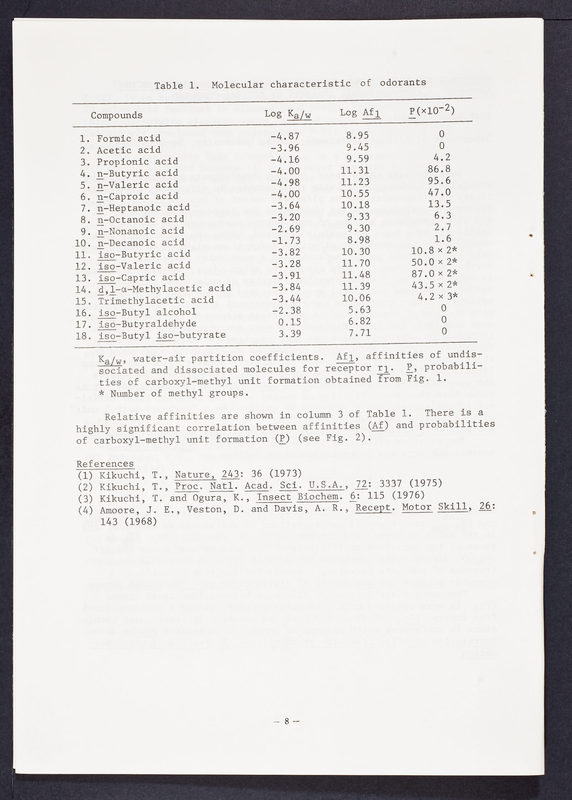 Table 1. Molecular characteristic of odorants
Compounds Log Ka/w Log Af1 P(×10−2)
1. Formic acid −4.87 8.95 0
2. Acetic acid −3.96 9.45 0
3. Propionic acid −4.16 9.59 4.2
4. n-Butyric acid −4.00 11.31 86.8
5. n-Valeric acid −4.98 11.23 95.6
6. n-Caproic acid −4.00 10.55 47.0
7. n-Heptanoic acid −3.64 10.18 13.5
8. n-Octanoic acid −3.20 9.33 6.3
9. n-Nonanoic acid −2.69 9.30 2.7
10. n-Decanoic acid −1.73 8.98 1.6
11. iso-Butyric acid −3.82 10.30 10.8 × 2*
12. iso-Valeric acid −3.28 11.70 50.0 × 2*
13. iso-Capric acid −3.91 11.48 87.0 × 2*
14. d,l-α-Methylacetic acid −3.84 11.39 43.5 × 2*
15. Trimethylacetic acid −3.44 10.06 4.2 × 3*
16. iso-Butyl alcohol −2.38 5.63 0
17. iso-Butyraldehyde 0.15 6.82 0
18. iso-Butyl iso-butyrate 3.39 7.71 0
Ka/w, water-air partition coefficients. Af1, affinities of undis-
sociated and dissociated molecules for receptor r1. P, probabili-
ties of carboxyl-methyl unit formation obtained from Fig. 1.
* Number of methyl groups.
Relative affinities are shown in column 3 of Table 1. There is a
highly significant correlation between affinities (Af) and probabilities
of carboxyl-methyl unit formation (P) (see Fig. 2).
References
(1) Kikuchi, T., Nature, 243: 36 (1973)
(2) Kikuchi, T., Proc. Natl. Acad. Sci. U.S.A., 72: 3337 (1975)
(3) Kikuchi, T. and Ogura, K., Insect Biochem. 6: 115 (1976)
(4) Amoore, J. E., Veston, D. and Davis, A. R., Recept. Motor Skill, 26:
143 (1968)
— 8 —